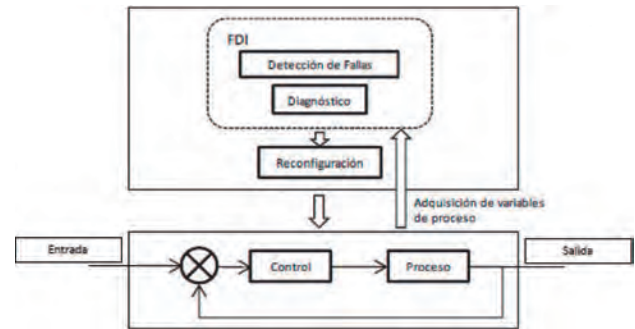 FDI
Detección de Fallas
Diagnóstico
Reconfiguración
Adquisición de variables
de proceso
Entrada
Salida
Control
Proceso